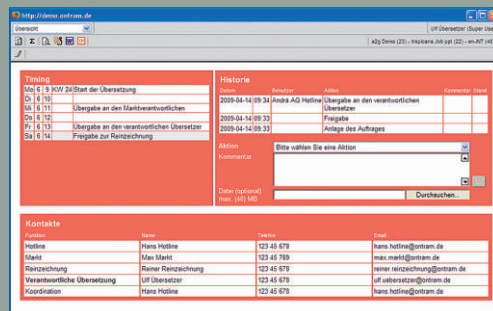 http://demo.ontram.de
Übersicht
Ulf Übersetzer (Super User
a2g Demo (23) - tropicana Job ppt (22) - en-INT (40
Timing
Mo 6 9 KW 24 Start der Übersetzung
Di 6 10
Mi 6 11 Übergabe an den Marktverantwortlichen
Do 6 12
Fr 6 13 Übergabe an den verantwortlichen Übersetzer
Sa 6 14 Freigabe zur Reinzeichnung
Historie
Datum Benutzer Aktion Kommentar Stand
2009-04-14 09:34 Andrä AG Hotline Übergabe an den verantwortlichen
Übersetzer
2009-04-14 09:33 Freigabe
2009-04-14 09:33 Anlage des Auftrages
Aktion Bitte wählen Sie eine Aktion
Kommentar
Datei (optional)
max. (40) MB
Durchsuchen...
Kontakte
Funktion Name Telefon Email
Hotline Hans Hotline 123 45 678 hans.hotline@ontram.de
Markt Max Markt 123 45 789 max.markt@ontram.de
Reinzeichnung Reiner Reinzeichnung 123 45 678 reiner.reinzeichnung@ontram.de
Verantwortliche Übersetzung Ulf Übersetzer 123 45 678 ulf.uebersetzer@ontram.de
Koordination Hans Hotline 123 45 678 hans.hotline@ontram.de